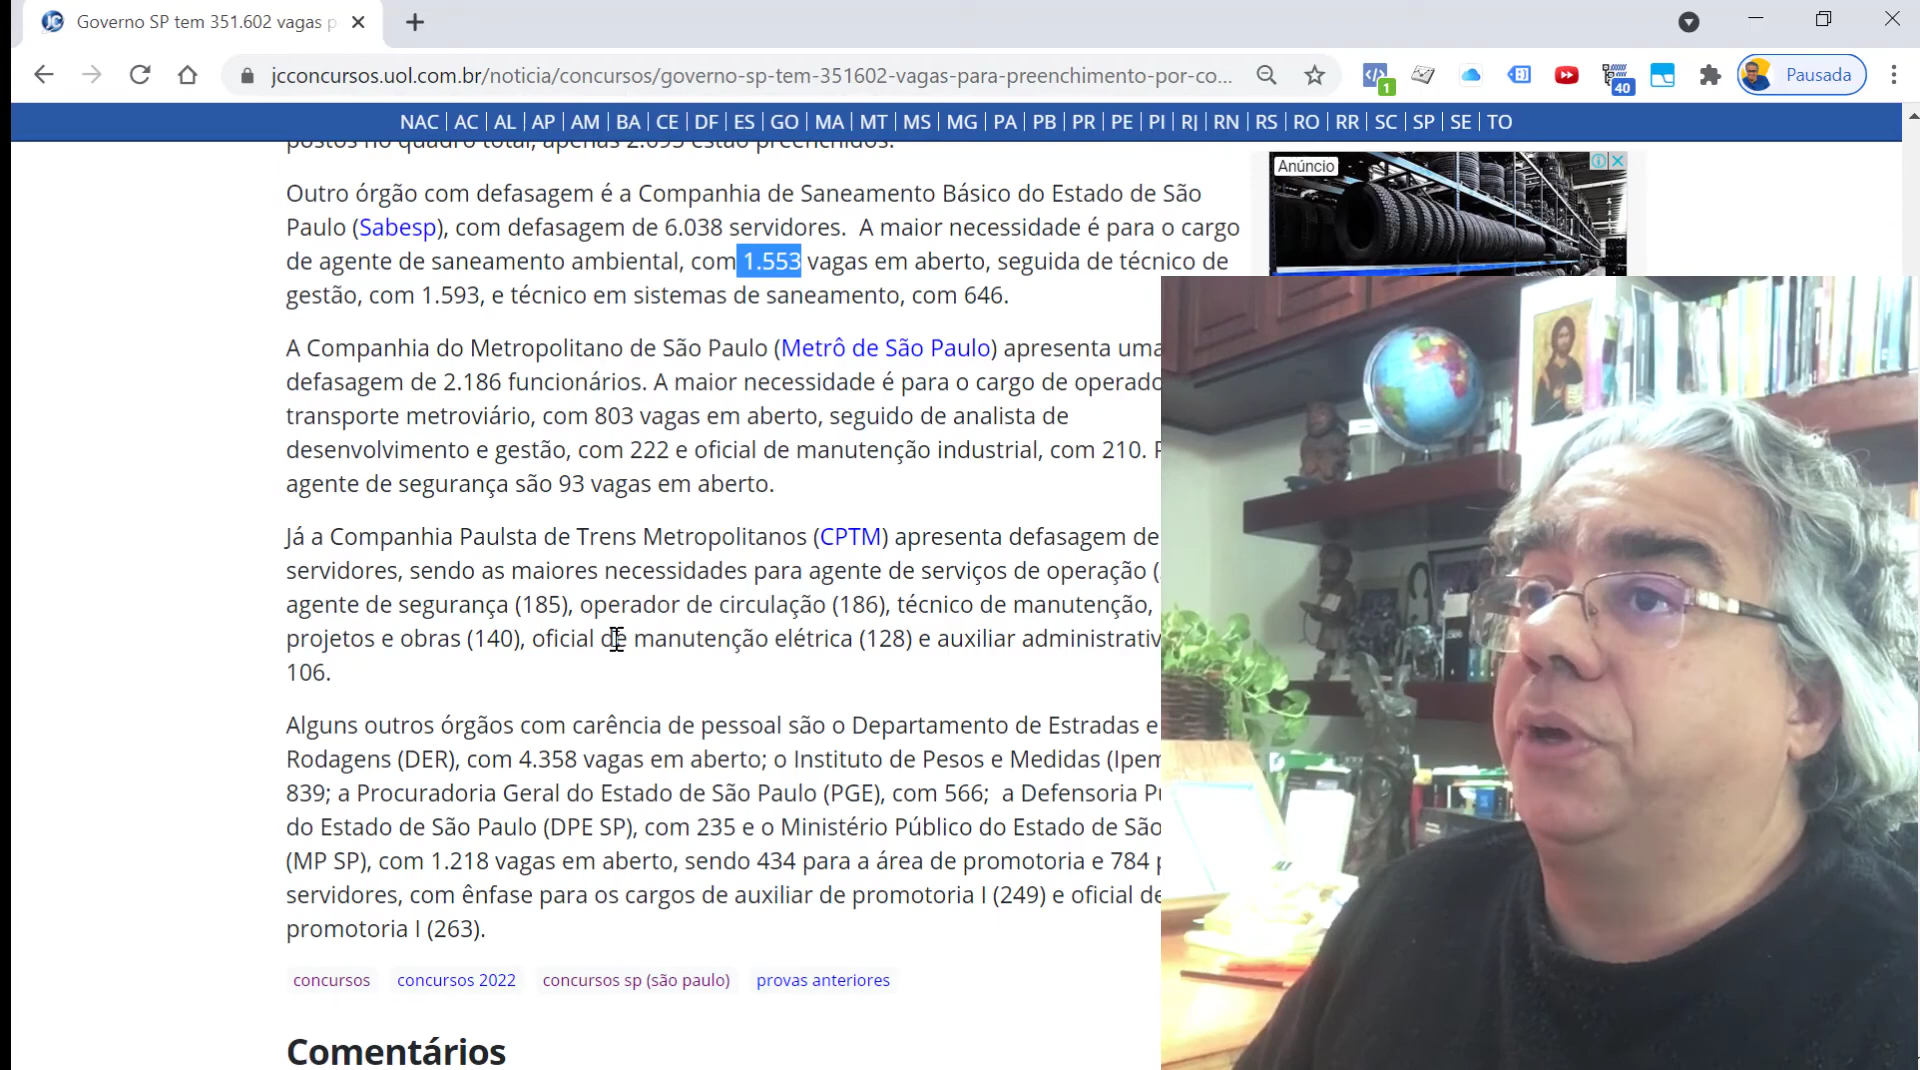 Governo SP tem 351.602 vagas p
jcconcursos.uol.com.br/noticia/concursos/governo-sp-tem-351602-vagas-para-preenchimento-por-co...
1
40
Pausada
NAC | AC | AL | AP | AM | BA | CE | DF | ES | GO | MA | MT | MS | MG | PA | PB | PR | PE | PI | RJ | RN | RS | RO | RR | SC | SP | SE | TO
postos no quadro total, apenas 2.695 estão preenchidos.
Anúncio
Outro órgão com defasagem é a Companhia de Saneamento Básico do Estado de São
Paulo (Sabesp), com defasagem de 6.038 servidores. A maior necessidade é para o cargo
de agente de saneamento ambiental, com 1.553 vagas em aberto, seguida de técnico de
gestão, com 1.593, e técnico em sistemas de saneamento, com 646.
A Companhia do Metropolitano de São Paulo (Metrô de São Paulo) apresenta uma
defasagem de 2.186 funcionários. A maior necessidade é para o cargo de operado
transporte metroviário, com 803 vagas em aberto, seguido de analista de
desenvolvimento e gestão, com 222 e oficial de manutenção industrial, com 210.
agente de segurança são 93 vagas em aberto.
Já a Companhia Paulsta de Trens Metropolitanos (CPTM) apresenta defasagem de
servidores, sendo as maiores necessidades para agente de serviços de operação (
agente de segurança (185), operador de circulação (186), técnico de manutenção,
projetos e obras (140), oficial de manutenção elétrica (128) e auxiliar administrativ
106.
Alguns outros órgãos com carência de pessoal são o Departamento de Estradas e
Rodagens (DER), com 4.358 vagas em aberto; o Instituto de Pesos e Medidas (Ipem
839; a Procuradoria Geral do Estado de São Paulo (PGE), com 566; a Defensoria P
do Estado de São Paulo (DPE SP), com 235 e o Ministério Público do Estado de São
(MP SP), com 1.218 vagas em aberto, sendo 434 para a área de promotoria e 784 p
servidores, com ênfase para os cargos de auxiliar de promotoria I (249) e oficial de
promotoria I (263).
concursos concursos 2022 concursos sp (são paulo) provas anteriores
Comentários